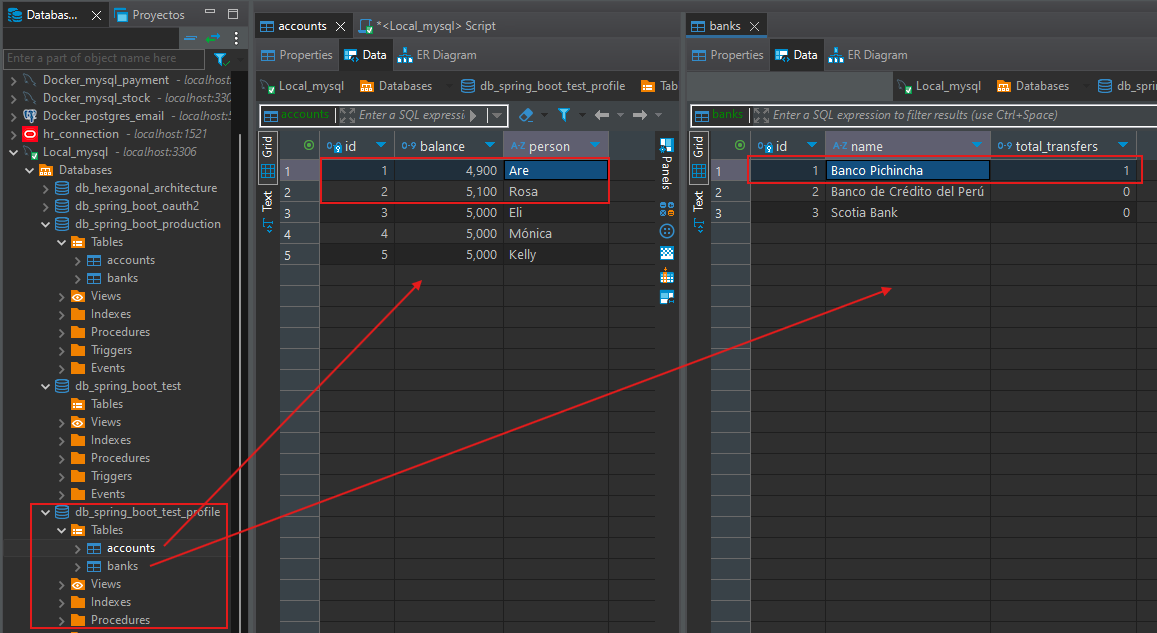 Databas...
Proyectos
Enter a part of object name here
Docker_mysql_payment - localhost:
Docker_mysql_stock - localhost:330
Docker_postgres_email - localhost:5
hr_connection - localhost:1521
Local_mysql - localhost:3306
Databases
db_hexagonal_architecture
db_spring_boot_oauth2
db_spring_boot_production
Tables
accounts
banks
Views
Indexes
Procedures
Triggers
Events
db_spring_boot_test
Tables
Views
Indexes
Procedures
Triggers
Events
db_spring_boot_test_profile
Tables
accounts
banks
Views
Indexes
Procedures
accounts
*<Local_mysql> Script
Properties
Data
ER Diagram
Local_mysql
Databases
db_spring_boot_test_profile
Tab
accounts
Enter a SQL expressi
Grid
Text
id
balance
person
1 1 4,900 Are
2 2 5,100 Rosa
3 3 5,000 Eli
4 4 5,000 Mónica
5 5 5,000 Kelly
Panels
banks
Properties
Data
ER Diagram
Local_mysql
Databases
db_sprin
banks
Enter a SQL expression to filter results (use Ctrl+Space)
Grid
Text
id
name
total_transfers
1 1 Banco Pichincha 1
2 2 Banco de Crédito del Perú 0
3 3 Scotia Bank 0